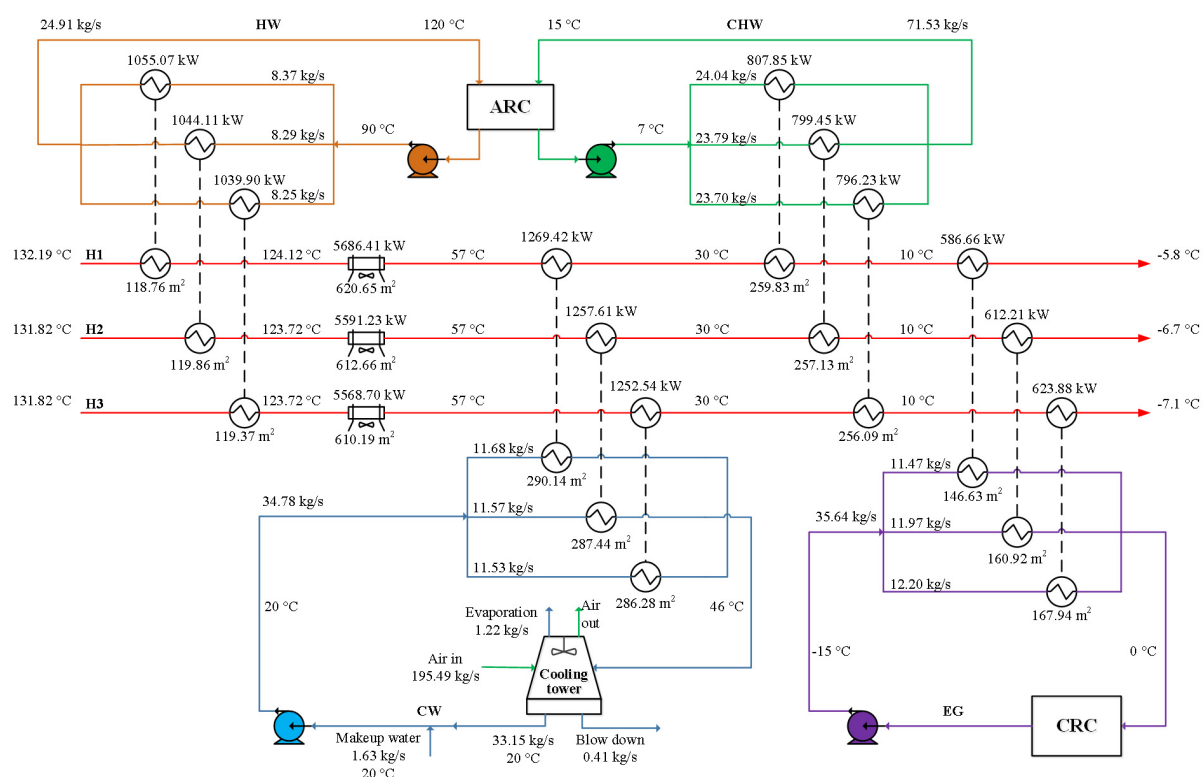 24.91 kg/s
HW
120 °C
15 °C
CHW
71.53 kg/s
1055.07 kW
8.37 kg/s
807.85 kW
24.04 kg/s
ARC
1044.11 kW
8.29 kg/s
90 °C
7 °C
799.45 kW
23.79 kg/s
1039.90 kW
8.25 kg/s
796.23 kW
23.70 kg/s
132.19 °C
H1
124.12 °C
5686.41 kW
57 °C
1269.42 kW
30 °C
10 °C
586.66 kW
-5.8 °C
118.76 m²
620.65 m²
259.83 m²
131.82 °C
H2
123.72 °C
5591.23 kW
57 °C
1257.61 kW
30 °C
10 °C
612.21 kW
-6.7 °C
119.86 m²
612.66 m²
257.13 m²
131.82 °C
H3
123.72 °C
5568.70 kW
57 °C
1252.54 kW
30 °C
10 °C
623.88 kW
-7.1 °C
119.37 m²
610.19 m²
256.09 m²
11.68 kg/s
290.14 m²
11.47 kg/s
146.63 m²
34.78 kg/s
11.57 kg/s
287.44 m²
35.64 kg/s
11.97 kg/s
160.92 m²
11.53 kg/s
286.28 m²
12.20 kg/s
167.94 m²
20 °C
Evaporation
1.22 kg/s
Air
out
46 °C
-15 °C
0 °C
Air in
195.49 kg/s
Cooling
tower
CW
EG
CRC
Makeup water
1.63 kg/s
20 °C
33.15 kg/s
20 °C
Blow down
0.41 kg/s